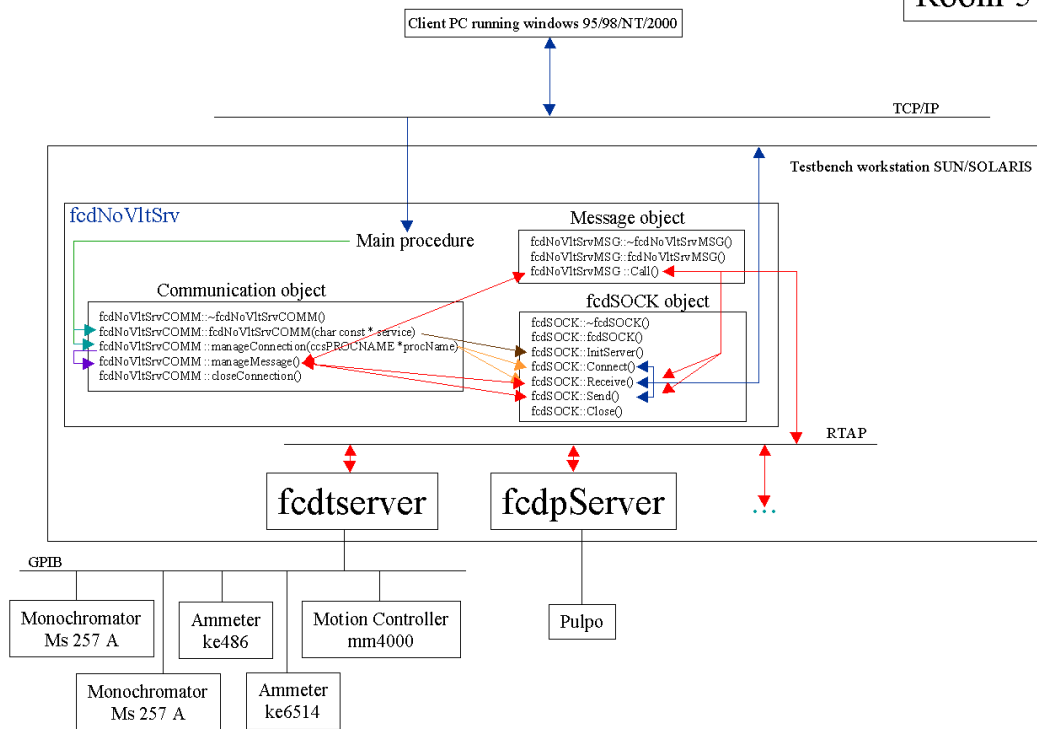 Room 5
Client PC running windows 95/98/NT/2000
TCP/IP
Testbench workstation SUN/SOLARIS
fcdNoVltSrv
Main procedure
Message object
fcdNoVltSrvMSG::~fcdNoVltSrvMSG()
fcdNoVltSrvMSG::fcdNoVltSrvMSG()
fcdNoVltSrvMSG ::Call()
Communication object
fcdNoVltSrvCOMM::~fcdNoVltSrvCOMM()
fcdNoVltSrvCOMM::fcdNoVltSrvCOMM(char const * service)
fcdNoVltSrvCOMM :: manageConnection(ccsPROCNAME *procName)
fcdNoVltSrvCOMM :: manageMessage()
fcdNoVltSrvCOMM :: closeConnection()
fcdSOCK object
fcdSOCK::~fcdSOCK()
fcdSOCK::fcdSOCK()
fcdSOCK::InitServer()
fcdSOCK::Connect()
fcdSOCK::Receive()
fcdSOCK::Send()
fcdSOCK::Close()
RTAP
fcdtserver
fcdpServer
...
GPIB
Monochromator
Ms 257 A
Ammeter
ke486
Motion Controller
mm4000
Pulpo
Monochromator
Ms 257 A
Ammeter
ke6514